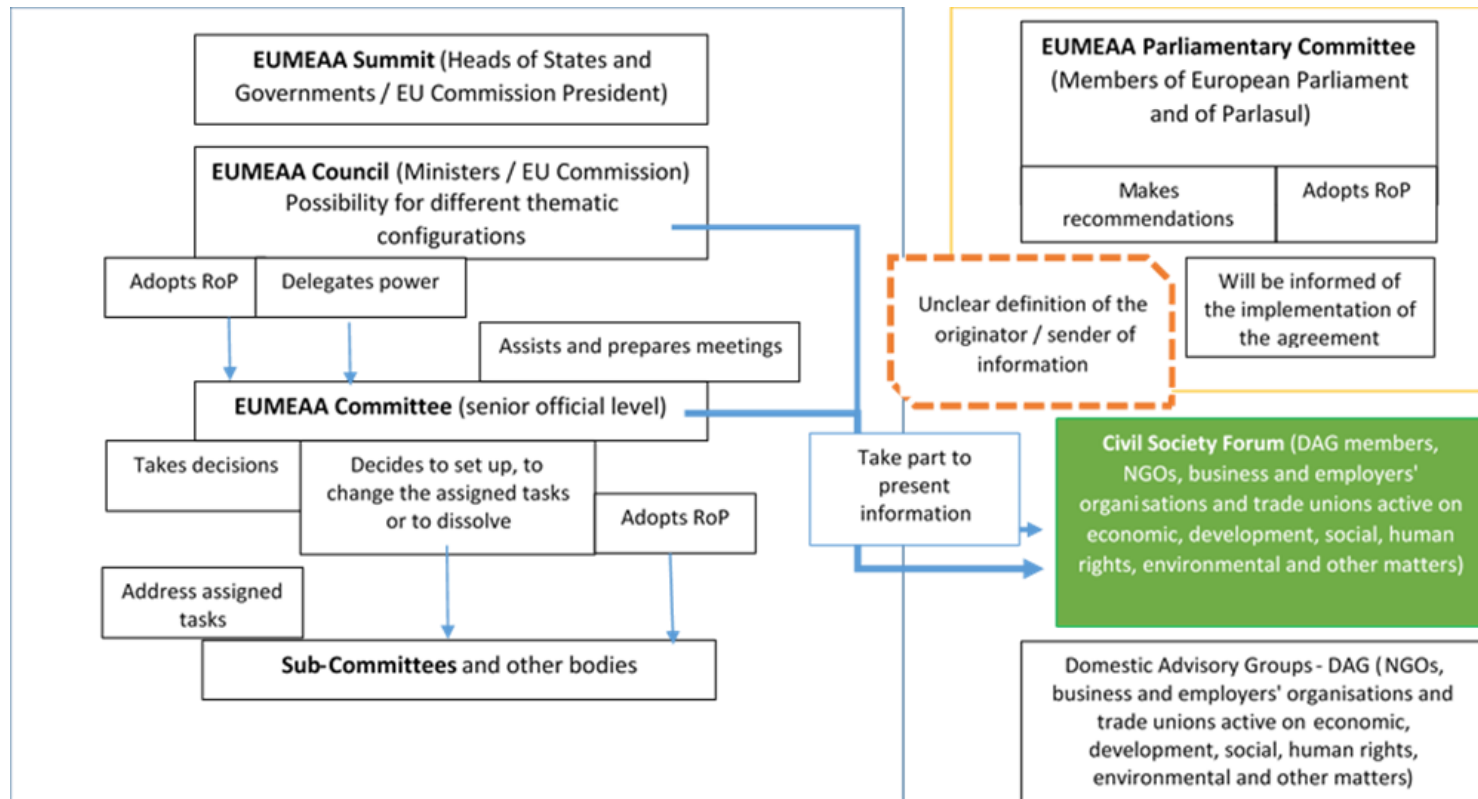 EUMEAA Summit (Heads of States and
Governments / EU Commission President)
EUMEAA Council (Ministers / EU Commission)
Possibility for different thematic
configurations
Adopts RoP
Delegates power
Assists and prepares meetings
EUMEAA Committee (senior official level)
Takes decisions
Decides to set up, to
change the assigned tasks
or to dissolve
Adopts RoP
Address assigned
tasks
Sub-Committees and other bodies
Take part to
present
information
EUMEAA Parliamentary Committee
(Members of European Parliament
and of Parlasul)
Makes
recommendations
Adopts RoP
Unclear definition of the
originator / sender of
information
Will be informed of
the implementation of
the agreement
Civil Society Forum (DAG members,
NGOs, business and employers'
organisations and trade unions active on
economic, development, social, human
rights, environmental and other matters)
Domestic Advisory Groups - DAG (NGOs,
business and employers' organisations and
trade unions active on economic,
development, social, human rights,
environmental and other matters)